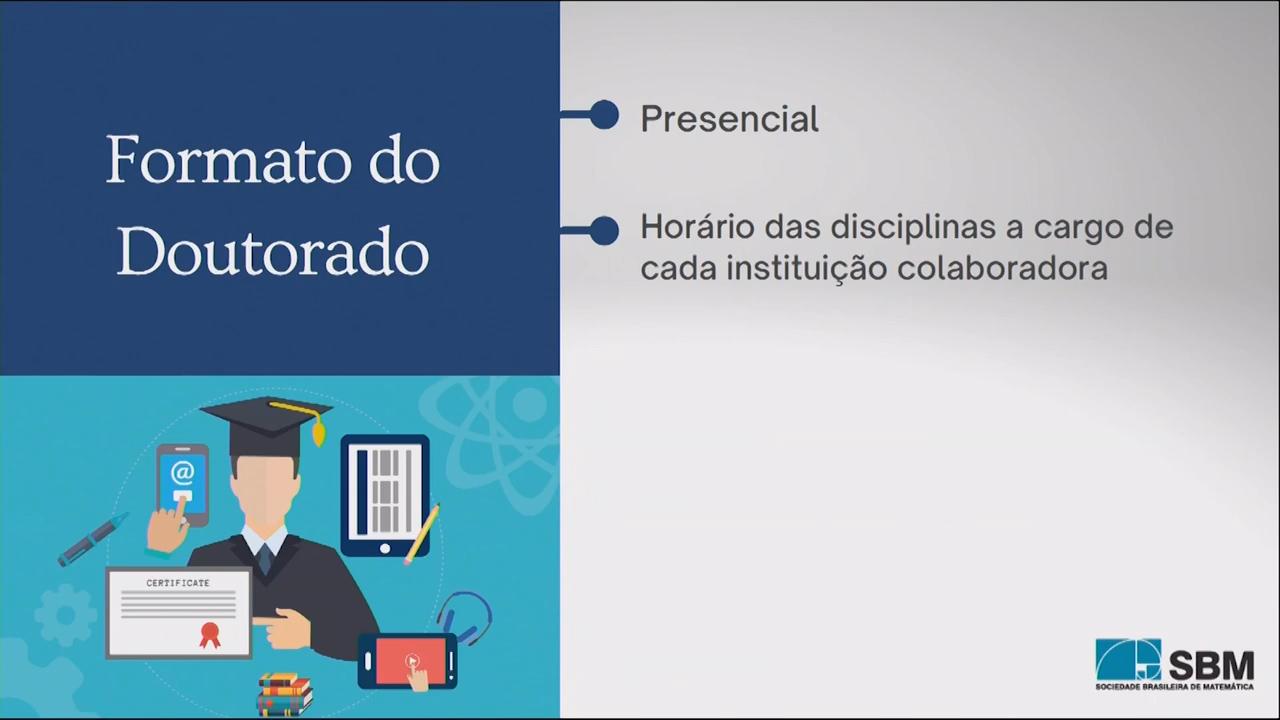 Formato do
Doutorado
Presencial
Horário das disciplinas a cargo de
cada instituição colaboradora
@
CERTIFICATE
SBM
SOCIEDADE BRASILEIRA DE MATEMÁTICA